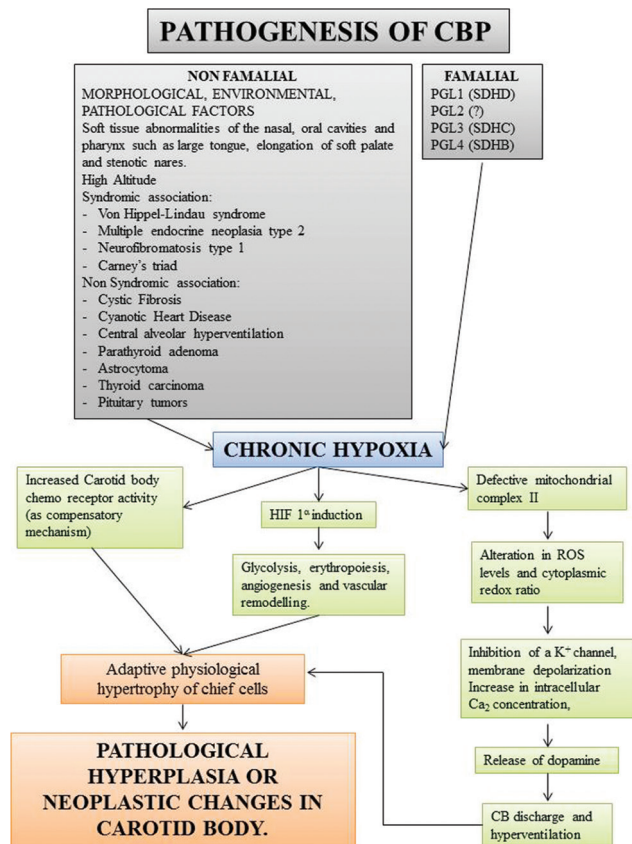 PATHOGENESIS OF CBP
NON FAMALIAL
MORPHOLOGICAL, ENVIRONMENTAL,
PATHOLOGICAL FACTORS
Soft tissue abnormalities of the nasal, oral cavities and
pharynx such as large tongue, elongation of soft palate
and stenotic nares.
High Altitude
Syndromic association:
- Von Hippel-Lindau syndrome
- Multiple endocrine neoplasia type 2
- Neurofibromatosis type 1
- Carney's triad
Non Syndromic association:
- Cystic Fibrosis
- Cyanotic Heart Disease
- Central alveolar hyperventilation
- Parathyroid adenoma
- Astrocytoma
- Thyroid carcinoma
- Pituitary tumors
FAMALIAL
PGL1 (SDHD)
PGL2 (?)
PGL3 (SDHC)
PGL4 (SDHB)
CHRONIC HYPOXIA
Increased Carotid body
chemo receptor activity
(as compensatory
mechanism)
HIF 1α induction
Glycolysis, erythropoiesis,
angiogenesis and vascular
remodelling.
Defective mitochondrial
complex II
Alteration in ROS
levels and cytoplasmic
redox ratio
Inhibition of a K+ channel,
membrane depolarization
Increase in intracellular
Ca2 concentration,
Release of dopamine
CB discharge and
hyperventilation
Adaptive physiological
hypertrophy of chief cells
PATHOLOGICAL
HYPERPLASIA OR
NEOPLASTIC CHANGES IN
CAROTID BODY.